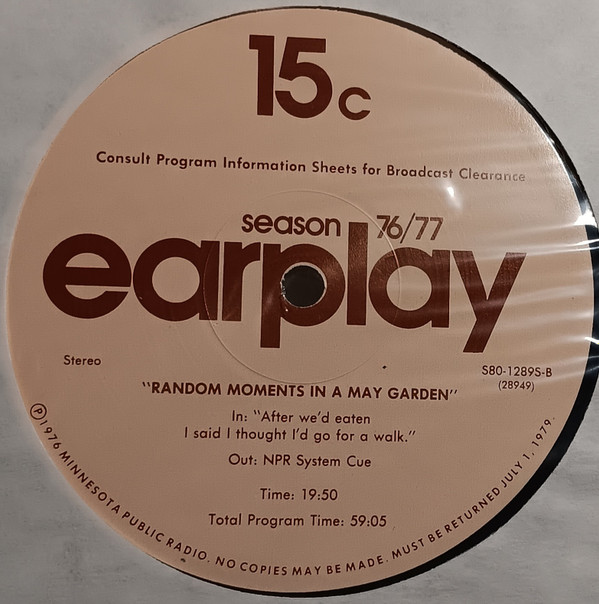 15c
Consult Program Information Sheets for Broadcast Clearance
season 76/77
earplay
Stereo
S80-1289S-B
(28949)
"RANDOM MOMENTS IN A MAY GARDEN"
In: "After we'd eaten
I said I thought I'd go for a walk."
Out: NPR System Cue
Time: 19:50
Total Program Time: 59:05
Ⓟ1976 MINNESOTA PUBLIC RADIO. NO COPIES MAY BE MADE. MUST BE RETURNED JULY 1, 1979.